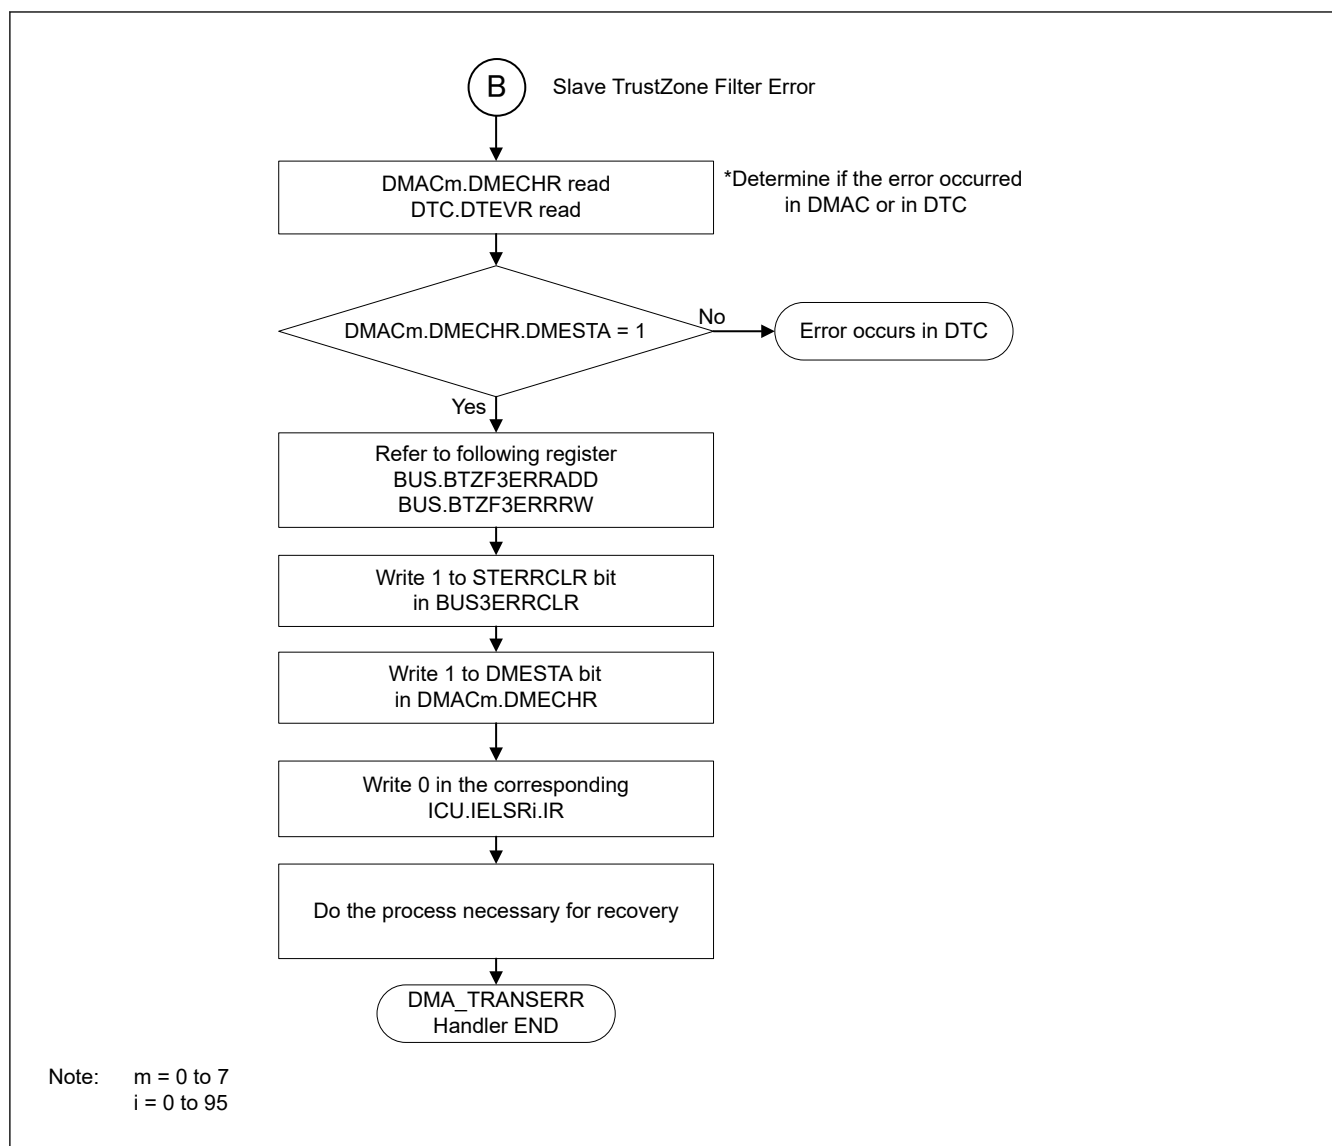 B
Slave TrustZone Filter Error
DMACm.DMECHR read
DTC.DTEVR read
*Determine if the error occurred
in DMAC or in DTC
DMACm.DMECHR.DMESTA = 1
No
Error occurs in DTC
Yes
Refer to following register
BUS.BTZF3ERRADD
BUS.BTZF3ERRRW
Write 1 to STERRCLR bit
in BUS3ERRCLR
Write 1 to DMESTA bit
in DMACm.DMECHR
Write 0 in the corresponding
ICU.IELSRi.IR
Do the process necessary for recovery
DMA_TRANSERR
Handler END
Note: m = 0 to 7
i = 0 to 95